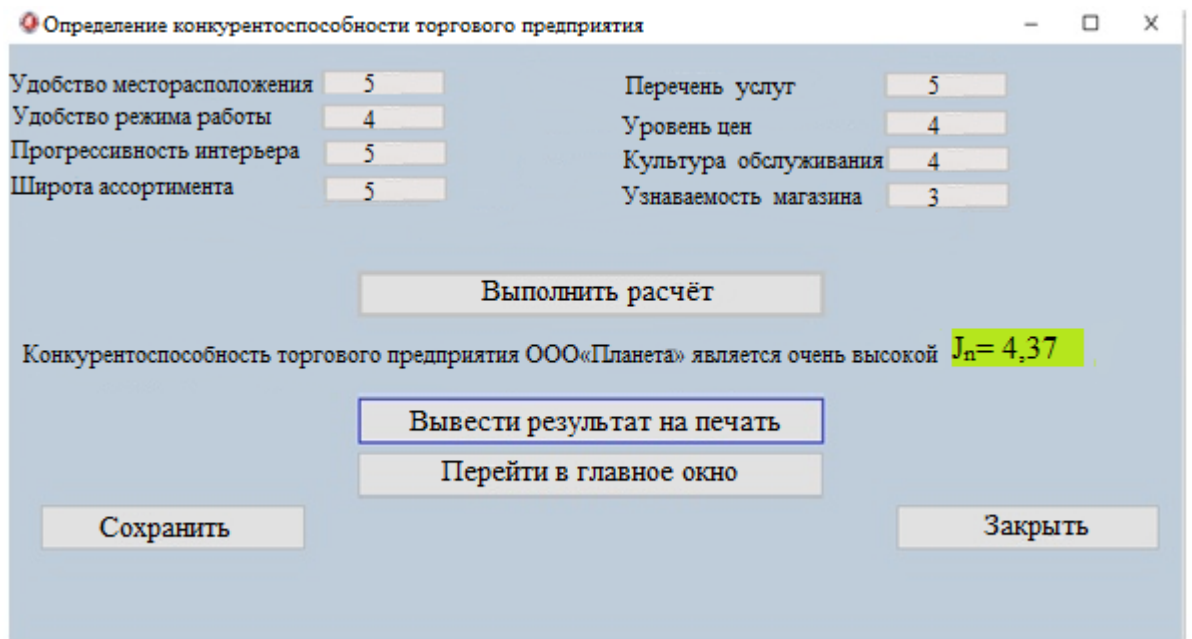 Определение конкурентоспособности торгового предприятия
Удобство месторасположения 5
Удобство режима работы 4
Прогрессивность интерьера 5
Широта ассортимента 5
Перечень услуг 5
Уровень цен 4
Культура обслуживания 4
Узнаваемость магазина 3
Выполнить расчёт
Конкурентоспособность торгового предприятия ООО«Планета» является очень высокой Jп= 4,37
Вывести результат на печать
Перейти в главное окно
Сохранить
Закрыть